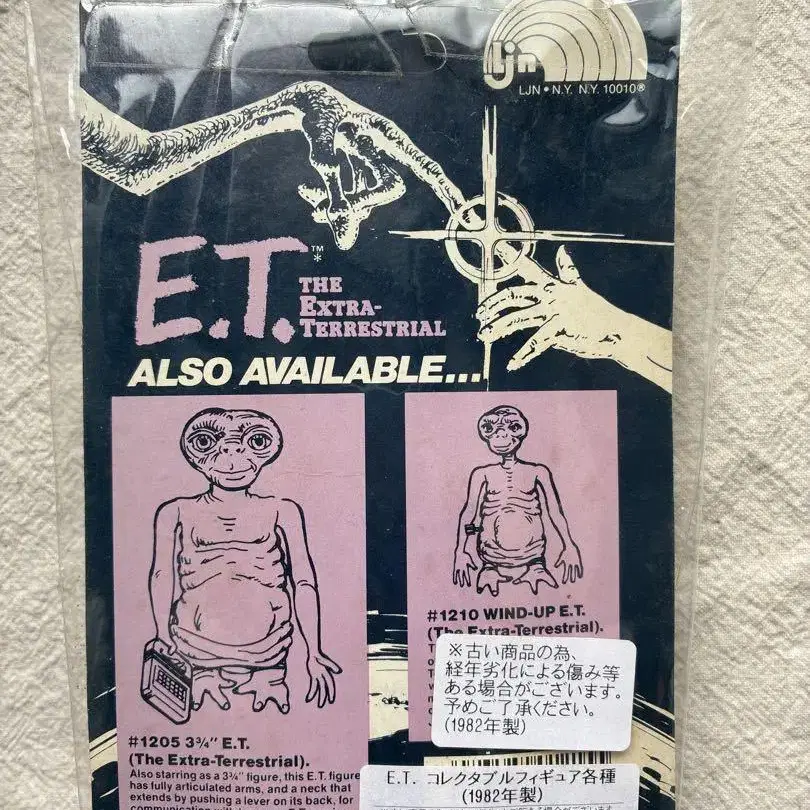 Ljn
LJN • N.Y. N.Y. 10010®
E.T.™
*
THE
EXTRA-
TERRESTRIAL
ALSO AVAILABLE...
#1205 3¾" E.T.
(The Extra-Terrestrial).
Also starring as a 3¾" figure, this E.T. figure
has fully articulated arms, and a neck that
extends by pushing a lever on its back, for
#1210 WIND-UP E.T.
(The Extra-Terrestrial).
※古い商品の為、
経年劣化による傷み等
ある場合がございます。
予めご了承ください。
(1982年製)
E.T. コレクタブルフィギュア各種
(1982年製)